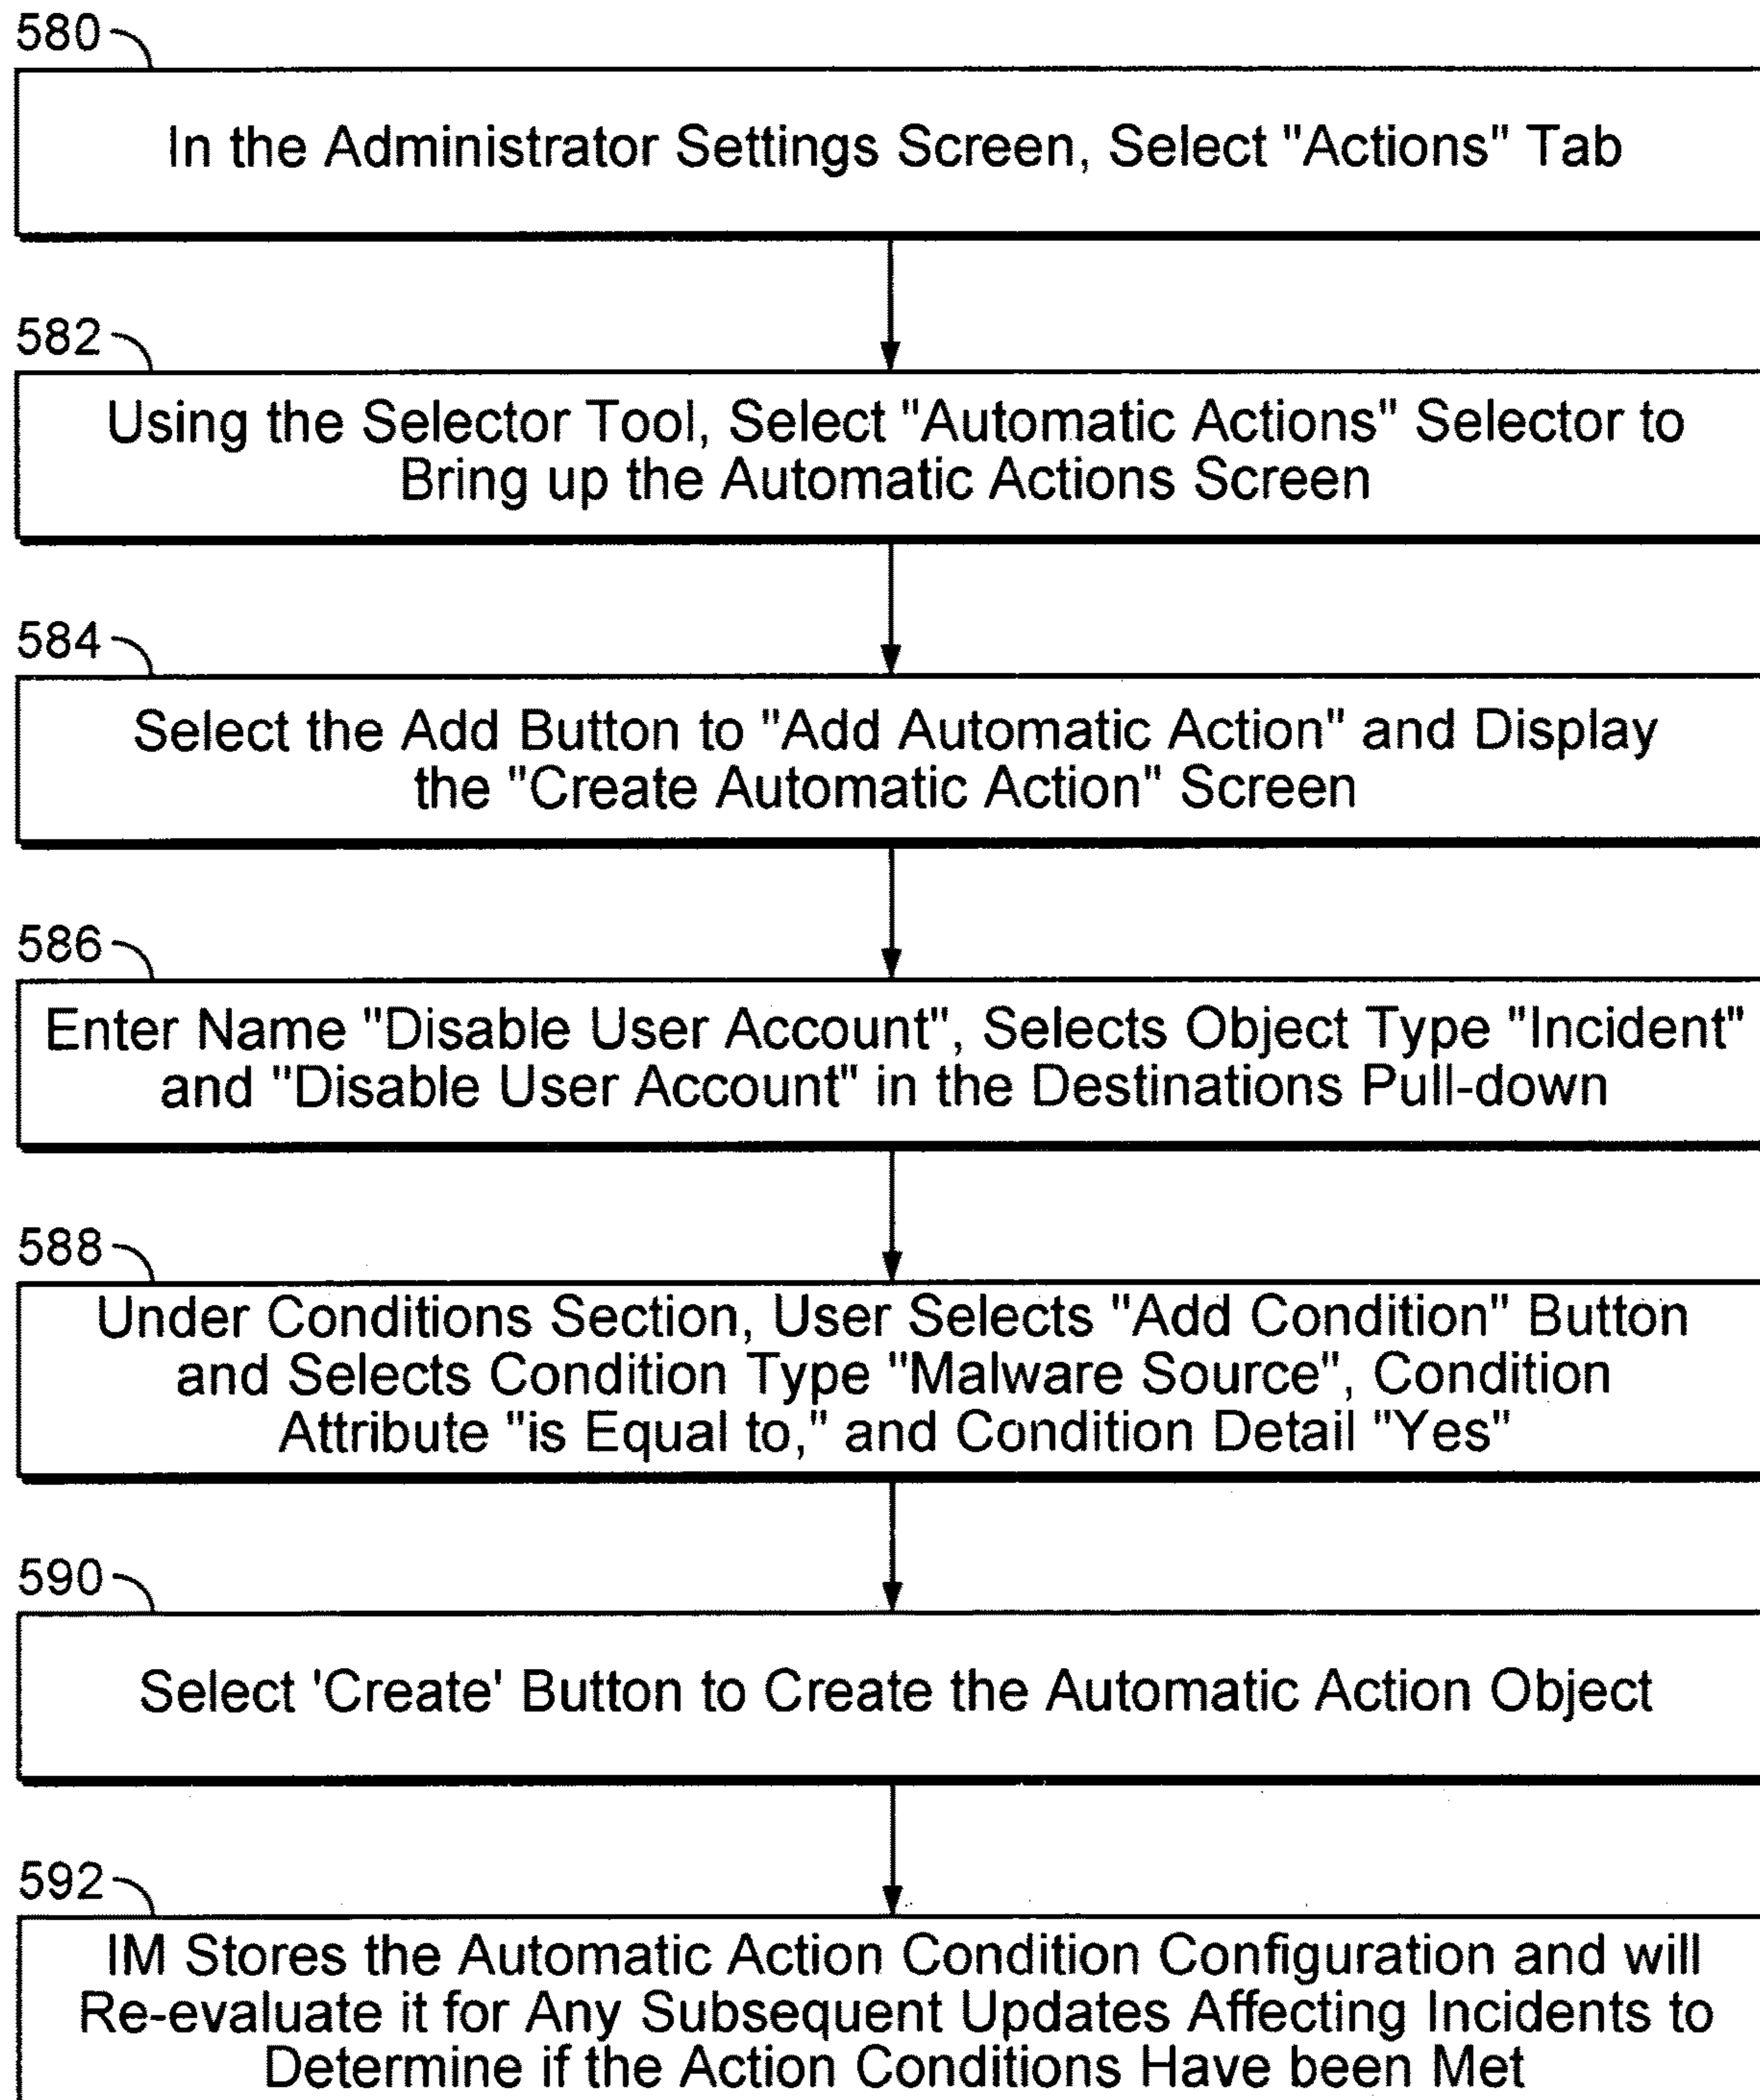 580
In the Administrator Settings Screen, Select "Actions" Tab
582
Using the Selector Tool, Select "Automatic Actions" Selector to
Bring up the Automatic Actions Screen
584
Select the Add Button to "Add Automatic Action" and Display
the "Create Automatic Action" Screen
586
Enter Name "Disable User Account", Selects Object Type "Incident"
and "Disable User Account" in the Destinations Pull-down
588
Under Conditions Section, User Selects "Add Condition" Button
and Selects Condition Type "Malware Source", Condition
Attribute "is Equal to," and Condition Detail "Yes"
590
Select 'Create' Button to Create the Automatic Action Object
592
IM Stores the Automatic Action Condition Configuration and will
Re-evaluate it for Any Subsequent Updates Affecting Incidents to
Determine if the Action Conditions Have been Met